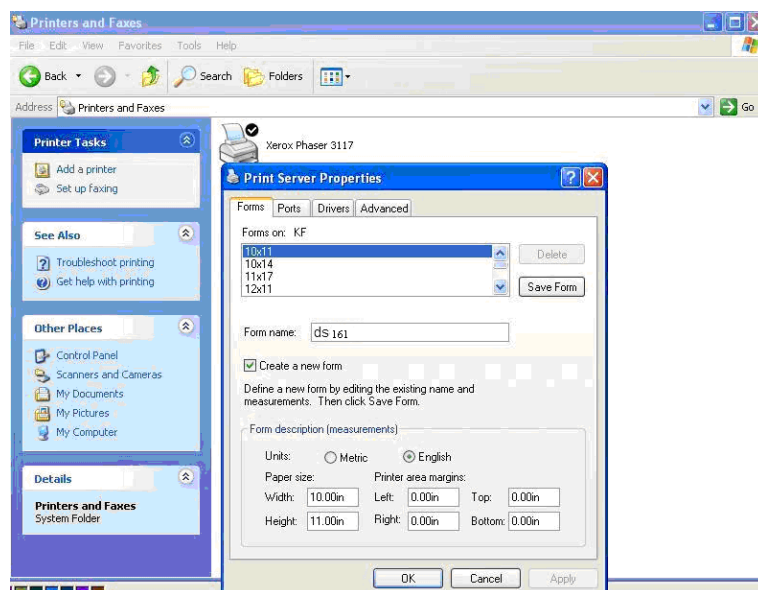 Printers and Faxes
File Edit View Favorites Tools Help
Back Search Folders
Address Printers and Faxes Go
Printer Tasks
Add a printer
Set up faxing
See Also
Troubleshoot printing
Get help with printing
Other Places
Control Panel
Scanners and Cameras
My Documents
My Pictures
My Computer
Details
Printers and Faxes
System Folder
Xerox Phaser 3117
Print Server Properties
Forms Ports Drivers Advanced
Forms on: KF
10x11
10x14
11x17
12x11
Delete
Save Form
Form name: ds 161
Create a new form
Define a new form by editing the existing name and
measurements. Then click Save Form.
Form description (measurements)
Units: Metric English
Paper size: Printer area margins:
Width: 10.00in Left: 0.00in Top: 0.00in
Height: 11.00in Right: 0.00in Bottom: 0.00in
OK Cancel Apply